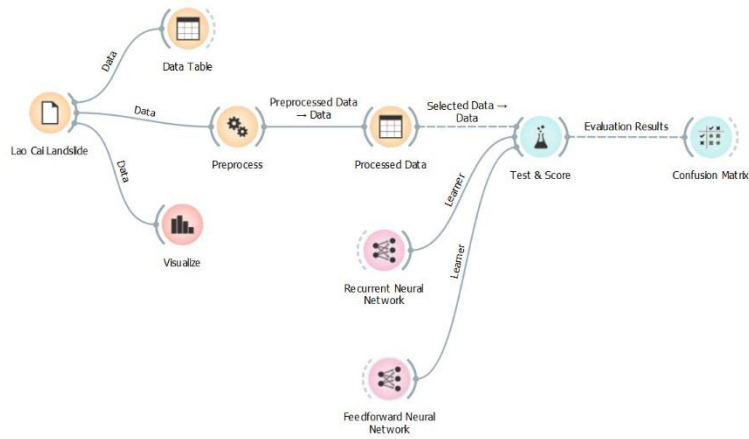 Data
Data Table
Data
Lao Cai Landslide
Data
Visualize
Preprocess
Preprocessed Data
→ Data
Processed Data
Selected Data →
Data
Test & Score
Evaluation Results
Confusion Matrix
Learner
Recurrent Neural
Network
Learner
Feedforward Neural
Network